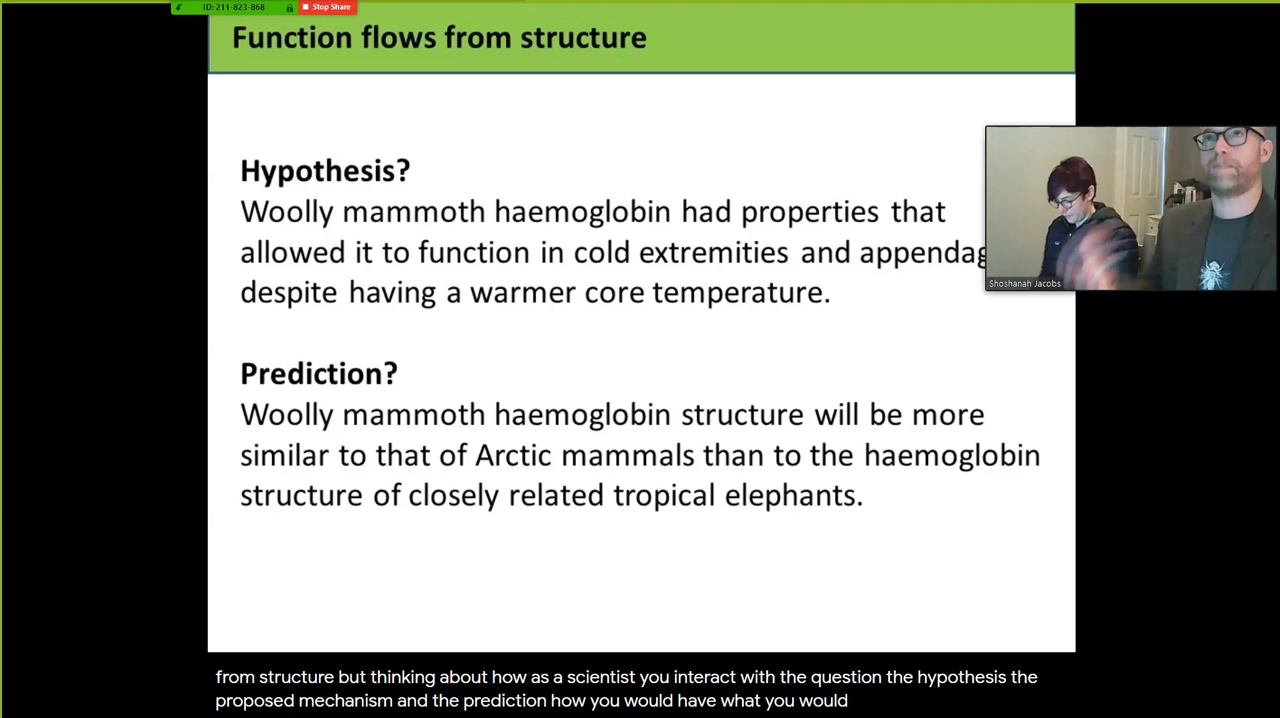 ID: 211-823-868
Stop Share
Function flows from structure
Hypothesis?
Woolly mammoth haemoglobin had properties that
allowed it to function in cold extremities and appendag
despite having a warmer core temperature.
Shoshanah Jacobs
Prediction?
Woolly mammoth haemoglobin structure will be more
similar to that of Arctic mammals than to the haemoglobin
structure of closely related tropical elephants.
from structure but thinking about how as a scientist you interact with the question the hypothesis the
proposed mechanism and the prediction how you would have what you would